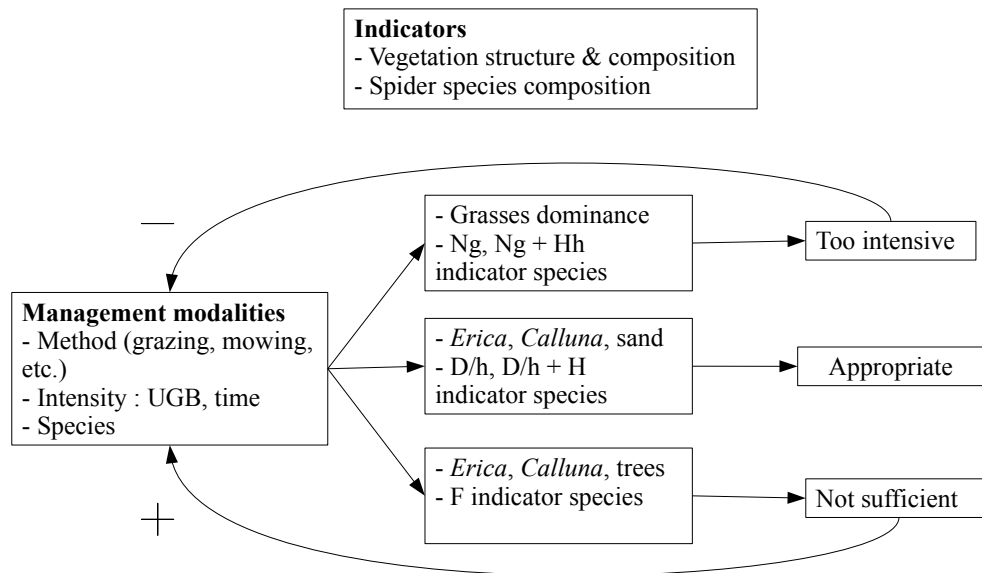 Indicators
- Vegetation structure & composition
- Spider species composition
—
- Grasses dominance
- Ng, Ng + Hh
indicator species
Too intensive
Management modalities
- Method (grazing, mowing,
etc.)
- Intensity : UGB, time
- Species
- Erica, Calluna, sand
- D/h, D/h + H
indicator species
Appropriate
- Erica, Calluna, trees
- F indicator species
Not sufficient
+